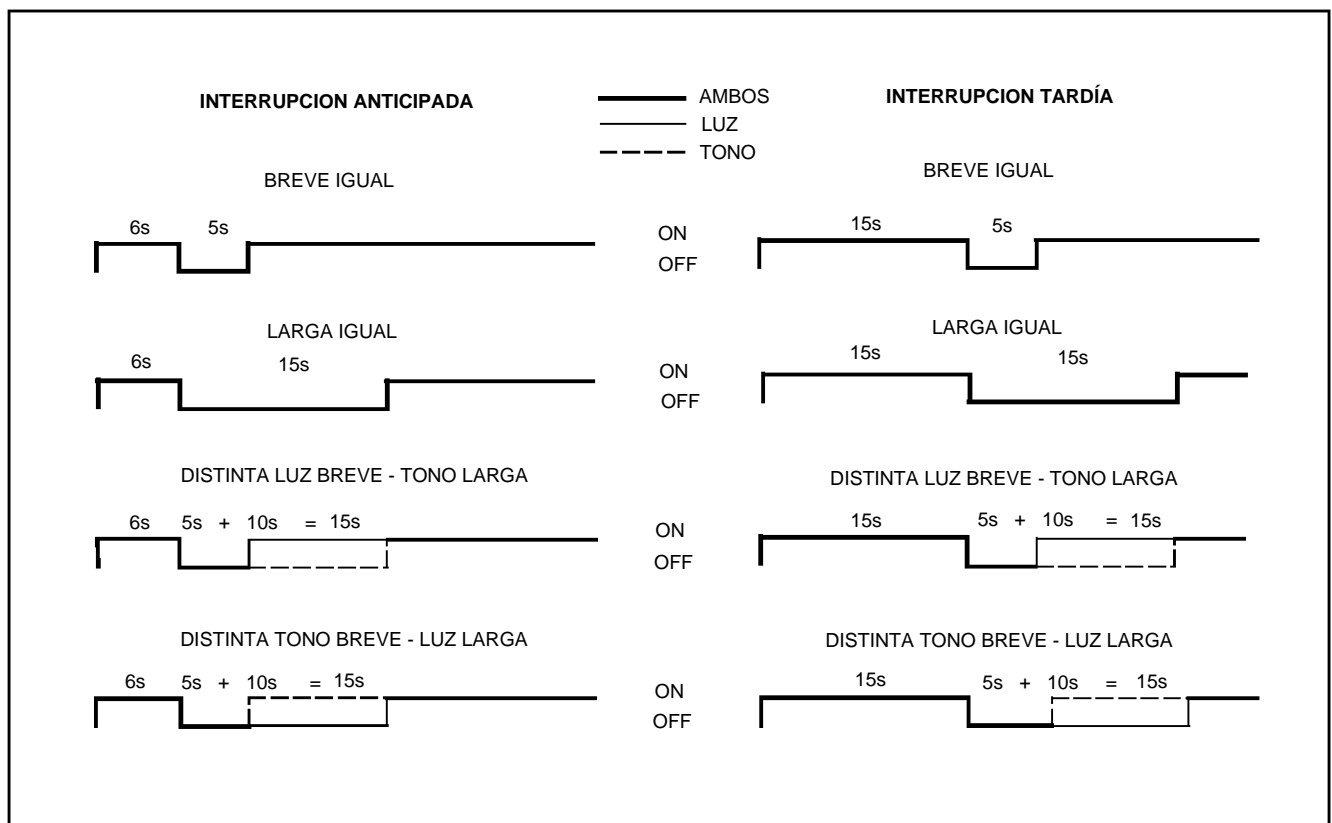 INTERRUPCION ANTICIPADA
AMBOS
LUZ
TONO
INTERRUPCION TARDÍA
BREVE IGUAL
6s 5s
ON
OFF
BREVE IGUAL
15s 5s
LARGA IGUAL
6s 15s
ON
OFF
LARGA IGUAL
15s 15s
DISTINTA LUZ BREVE - TONO LARGA
6s 5s + 10s = 15s
ON
OFF
DISTINTA LUZ BREVE - TONO LARGA
15s 5s + 10s = 15s
DISTINTA TONO BREVE - LUZ LARGA
6s 5s + 10s = 15s
ON
OFF
DISTINTA TONO BREVE - LUZ LARGA
15s 5s + 10s = 15s